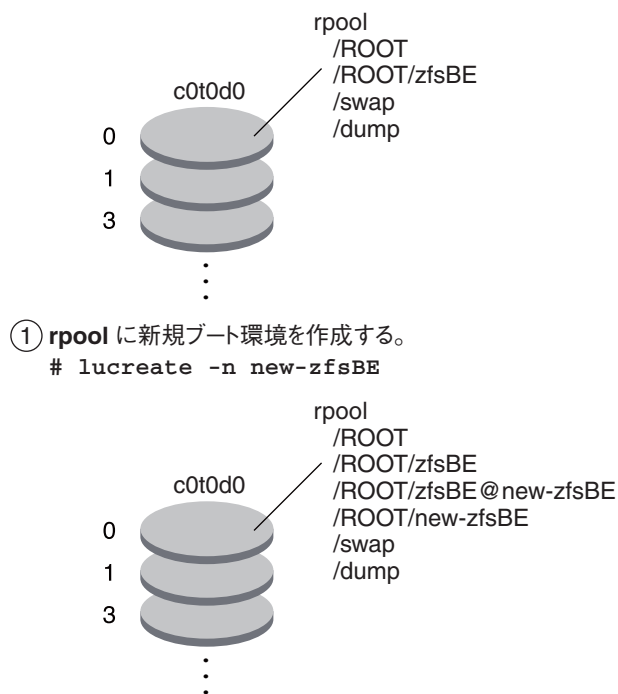 rpool
/ROOT
/ROOT/zfsBE
/swap
/dump
c0t0d0
0
1
3
① rpool に新規ブート環境を作成する。
# lucreate -n new-zfsBE
rpool
/ROOT
/ROOT/zfsBE
/ROOT/zfsBE@new-zfsBE
/ROOT/new-zfsBE
/swap
/dump
c0t0d0
0
1
3